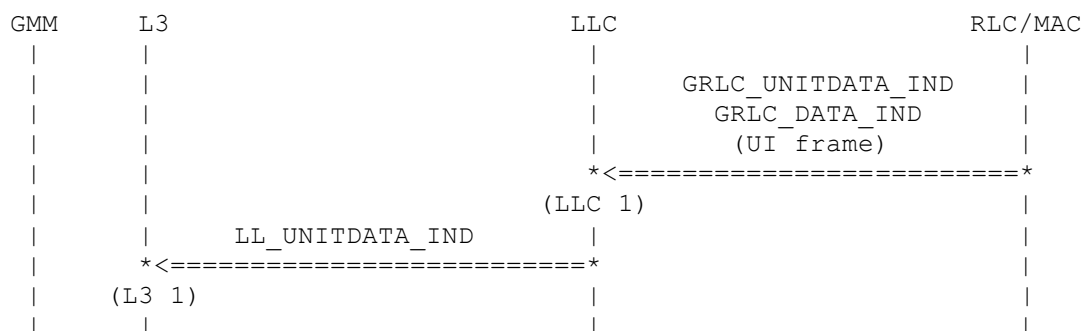 GMM L3 LLC RLC/MAC
| | | |
| | | GRLC_UNITDATA_IND |
| | | GRLC_DATA_IND |
| | | (UI frame) |
| | *<=========================*
| | (LLC 1) |
| | LL_UNITDATA_IND | |
| *<==========================* |
| (L3 1) | |
| | | |